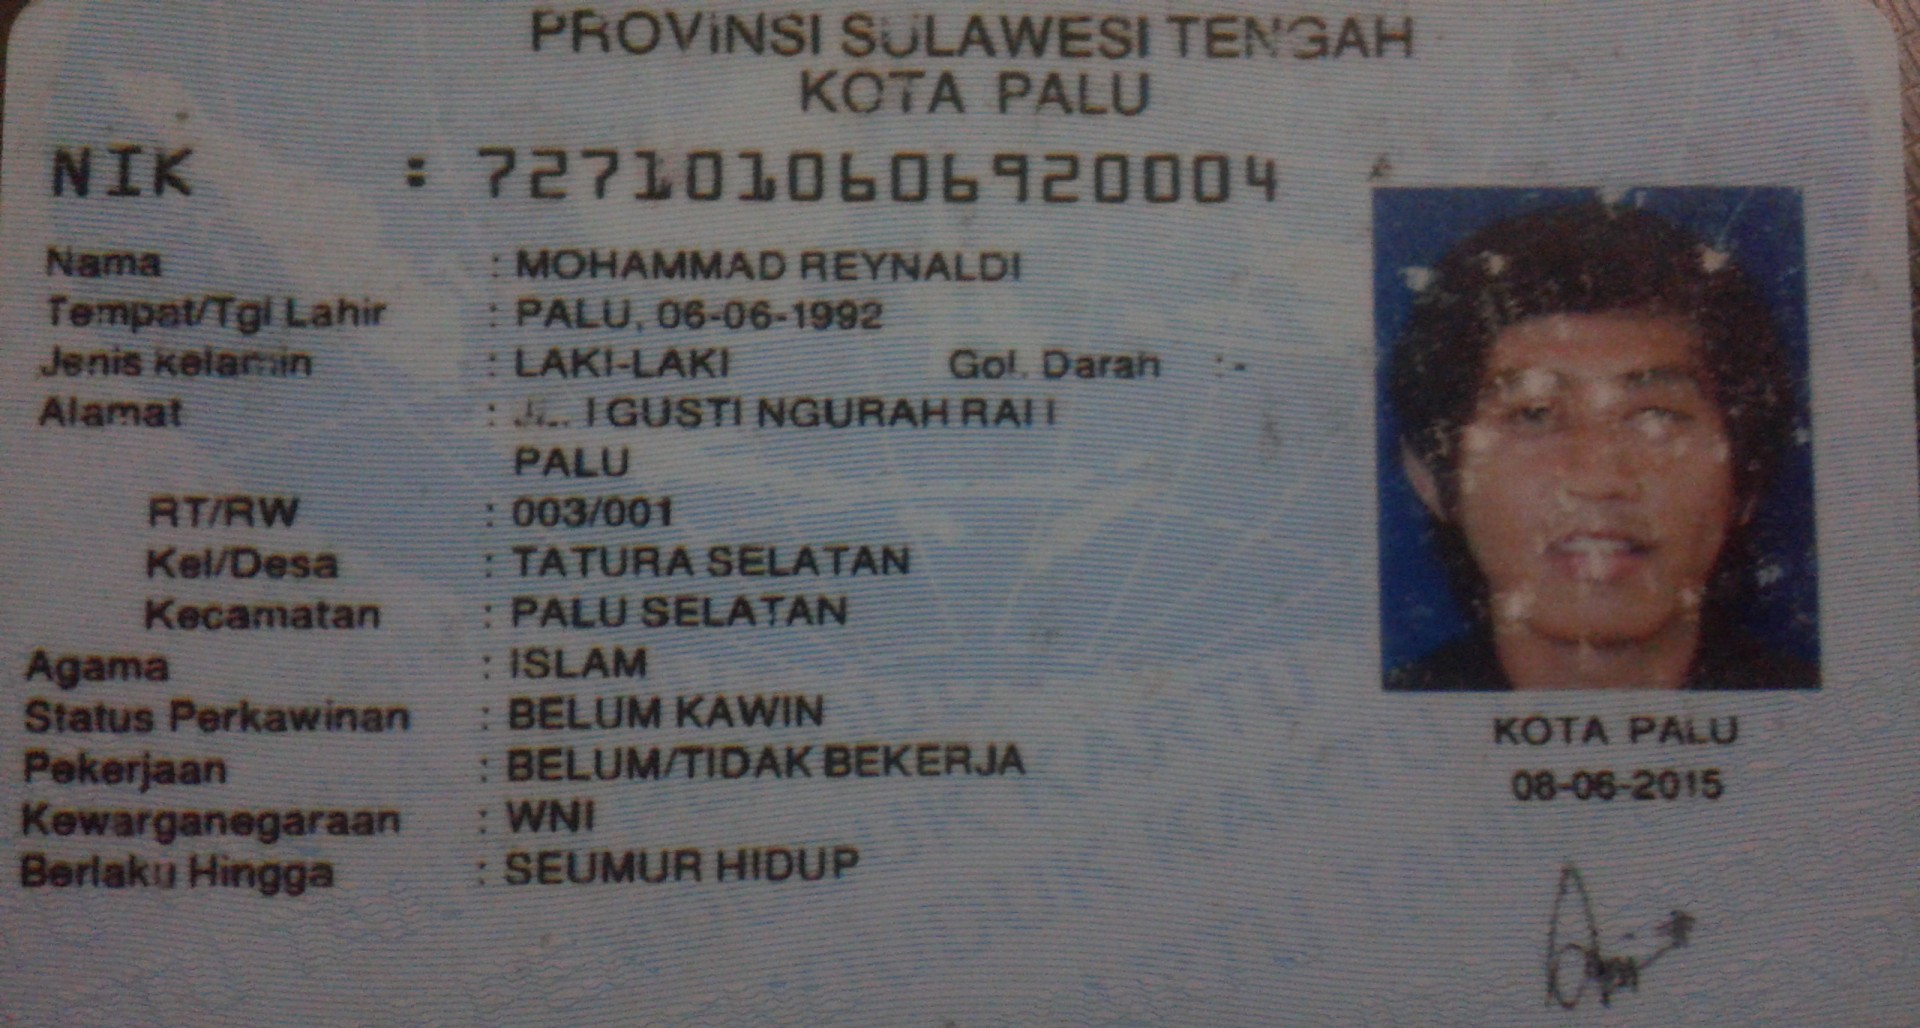 PROVINSI SULAWESI TENGAH
KOTA PALU
NIK : 7271010606920004
Nama : MOHAMMAD REYNALDI
Tempat/Tgl Lahir : PALU, 06-06-1992
Jenis kelamin : LAKI-LAKI Gol. Darah : -
Alamat : JL. I GUSTI NGURAH RAI I
PALU
RT/RW : 003/001
Kel/Desa : TATURA SELATAN
Kecamatan : PALU SELATAN
Agama : ISLAM
Status Perkawinan : BELUM KAWIN
Pekerjaan : BELUM/TIDAK BEKERJA
Kewarganegaraan : WNI
Berlaku Hingga : SEUMUR HIDUP
KOTA PALU
08-06-2015